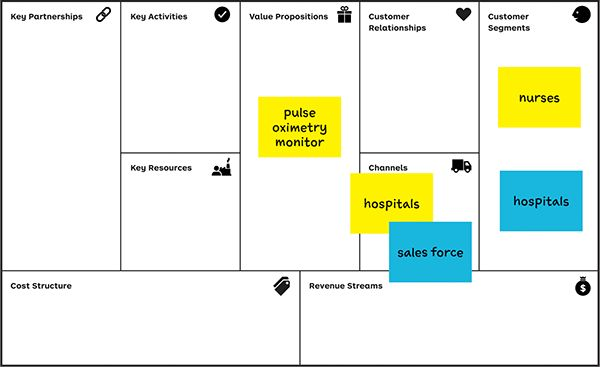 Key Partnerships
Key Activities
Value Propositions
Customer
Relationships
Customer
Segments
nurses
pulse
oximetry
monitor
Key Resources
Channels
hospitals
hospitals
sales force
Cost Structure
Revenue Streams
$